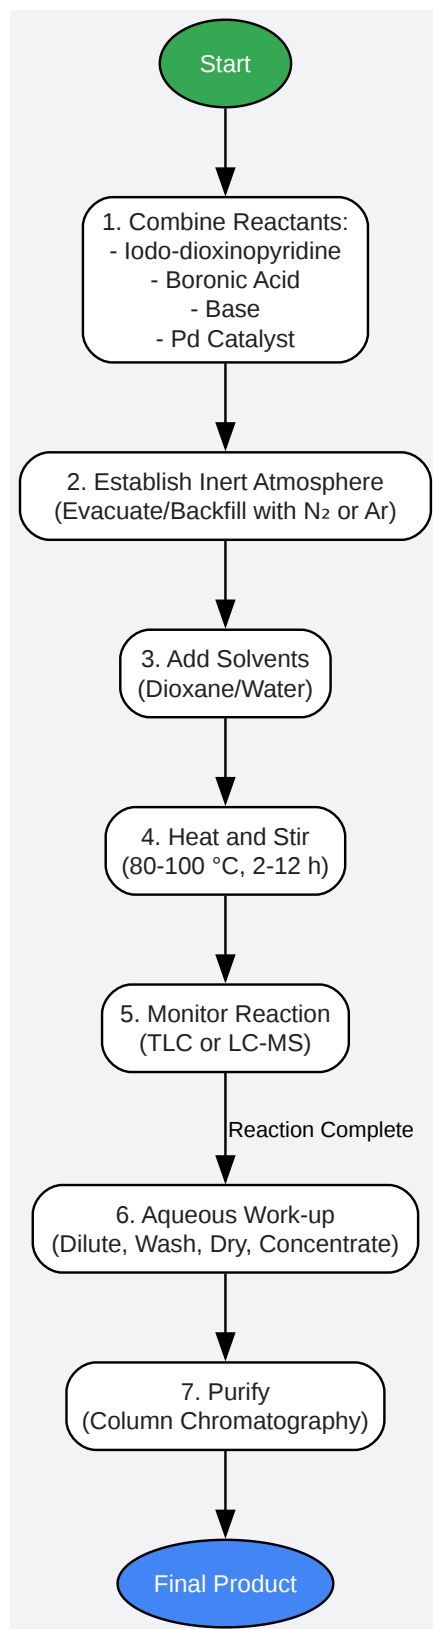 Start
1. Combine Reactants:
- Iodo-dioxinopyridine
- Boronic Acid
- Base
- Pd Catalyst
2. Establish Inert Atmosphere
(Evacuate/Backfill with N₂ or Ar)
3. Add Solvents
(Dioxane/Water)
4. Heat and Stir
(80-100 °C, 2-12 h)
5. Monitor Reaction
(TLC or LC-MS)
Reaction Complete
6. Aqueous Work-up
(Dilute, Wash, Dry, Concentrate)
7. Purify
(Column Chromatography)
Final Product